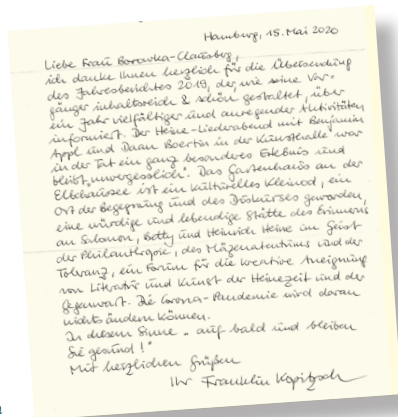 Hamburg, 15. Mai 2020
Liebe Frau Borowka-Clausberg,
ich danke Ihnen herzlich für die Übersendung
des Jahresberichtes 2019, der, wie seine Vor-
gänger inhaltsreich & schön gestaltet, über
ein Jahr vielfältiger und anregender Aktivitäten
informiert. Der Heine-Liederabend mit Benjamin
Appl und Daan Boertin in der Kunsthalle war
in der Tat ein ganz besonderes Erlebnis und
bleibt "unvergesslich". Das Gartenhaus an der
Elbchaussee ist ein kulturelles Kleinod, ein
Ort der Begegnung und des Diskurses geworden,
eine würdige und lebendige Stätte des Erinnerns
an Salomon, Betty und Heinrich Heine im Geist
der Philanthropie, des Mäzenatentums und der
Toleranz, ein Forum für die kreative Aneignung
von Literatur und Kunst der Heinezeit und der
Gegenwart. Die Corona-Pandemie wird daran
nichts ändern können.
In diesem Sinne "auf bald und bleiben
Sie gesund!"
Mit herzlichen Grüßen
Ihr Franklin Kopitzsch